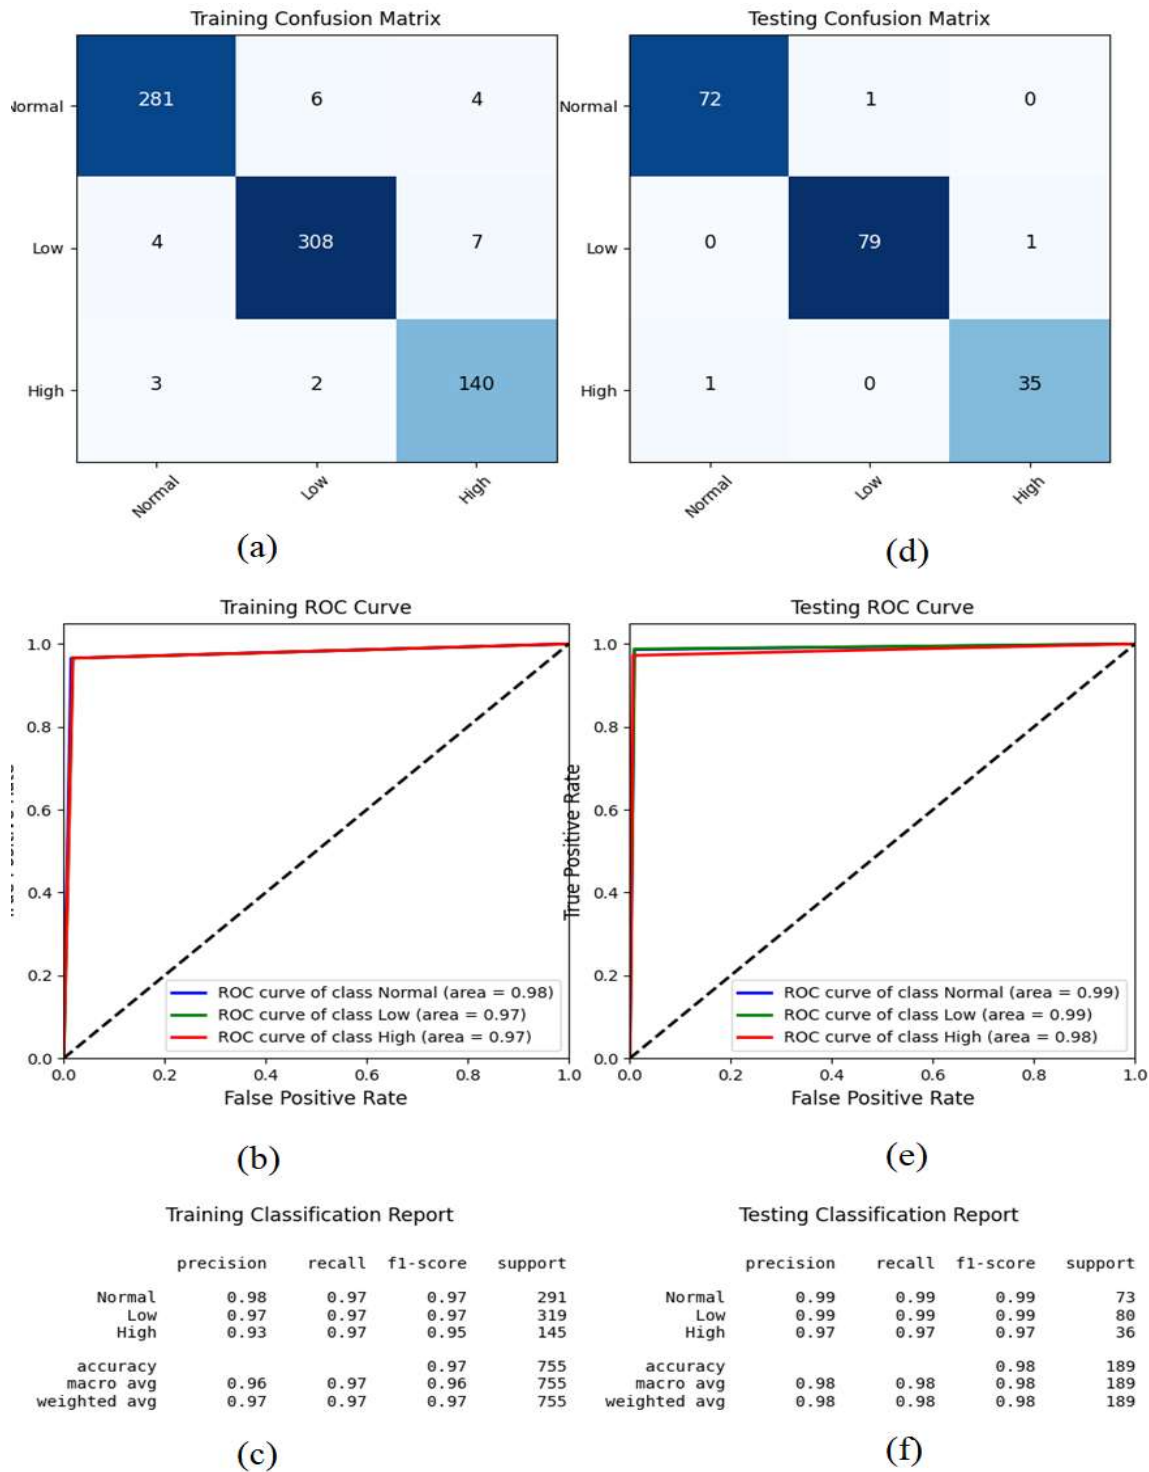 Training Confusion Matrix
Normal 281 6 4
Low 4 308 7
High 3 2 140
Normal Low High
(a)
Testing Confusion Matrix
Normal 72 1 0
Low 0 79 1
High 1 0 35
Normal Low High
(d)
Training ROC Curve
1.0
0.8
0.6
0.4
0.2
0.0
True Positive Rate
ROC curve of class Normal (area = 0.98)
ROC curve of class Low (area = 0.97)
ROC curve of class High (area = 0.97)
0.0 0.2 0.4 0.6 0.8 1.0
False Positive Rate
(b)
Testing ROC Curve
1.0
0.8
0.6
0.4
0.2
0.0
True Positive Rate
ROC curve of class Normal (area = 0.99)
ROC curve of class Low (area = 0.99)
ROC curve of class High (area = 0.98)
0.0 0.2 0.4 0.6 0.8 1.0
False Positive Rate
(e)
Training Classification Report
precision recall f1-score support
Normal 0.98 0.97 0.97 291
Low 0.97 0.97 0.97 319
High 0.93 0.97 0.95 145
accuracy 0.97 755
macro avg 0.96 0.97 0.96 755
weighted avg 0.97 0.97 0.97 755
(c)
Testing Classification Report
precision recall f1-score support
Normal 0.99 0.99 0.99 73
Low 0.99 0.99 0.99 80
High 0.97 0.97 0.97 36
accuracy 0.98 189
macro avg 0.98 0.98 0.98 189
weighted avg 0.98 0.98 0.98 189
(f)